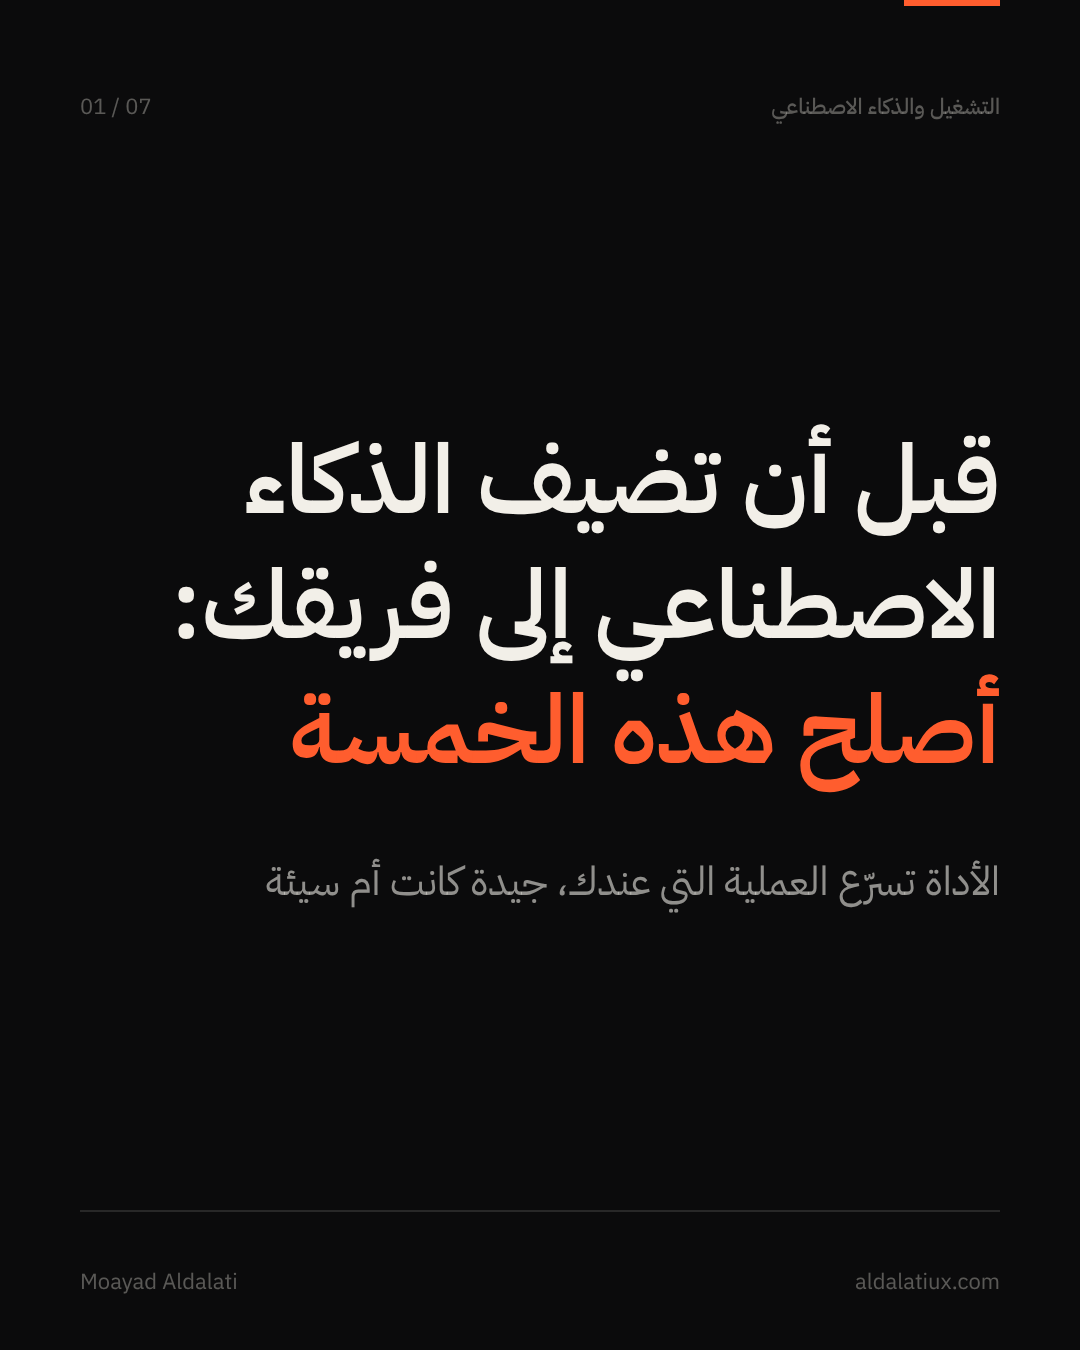 التشغيل والذكاء الاصطناعي
01 / 07
قبل أن تضيف الذكاء
الاصطناعي إلى فريقك:
أصلح هذه الخمسة
الأداة تسرّع العملية التي عندك، جيدة كانت أم سيئة
aldalatiux.com
Moayad Aldalati